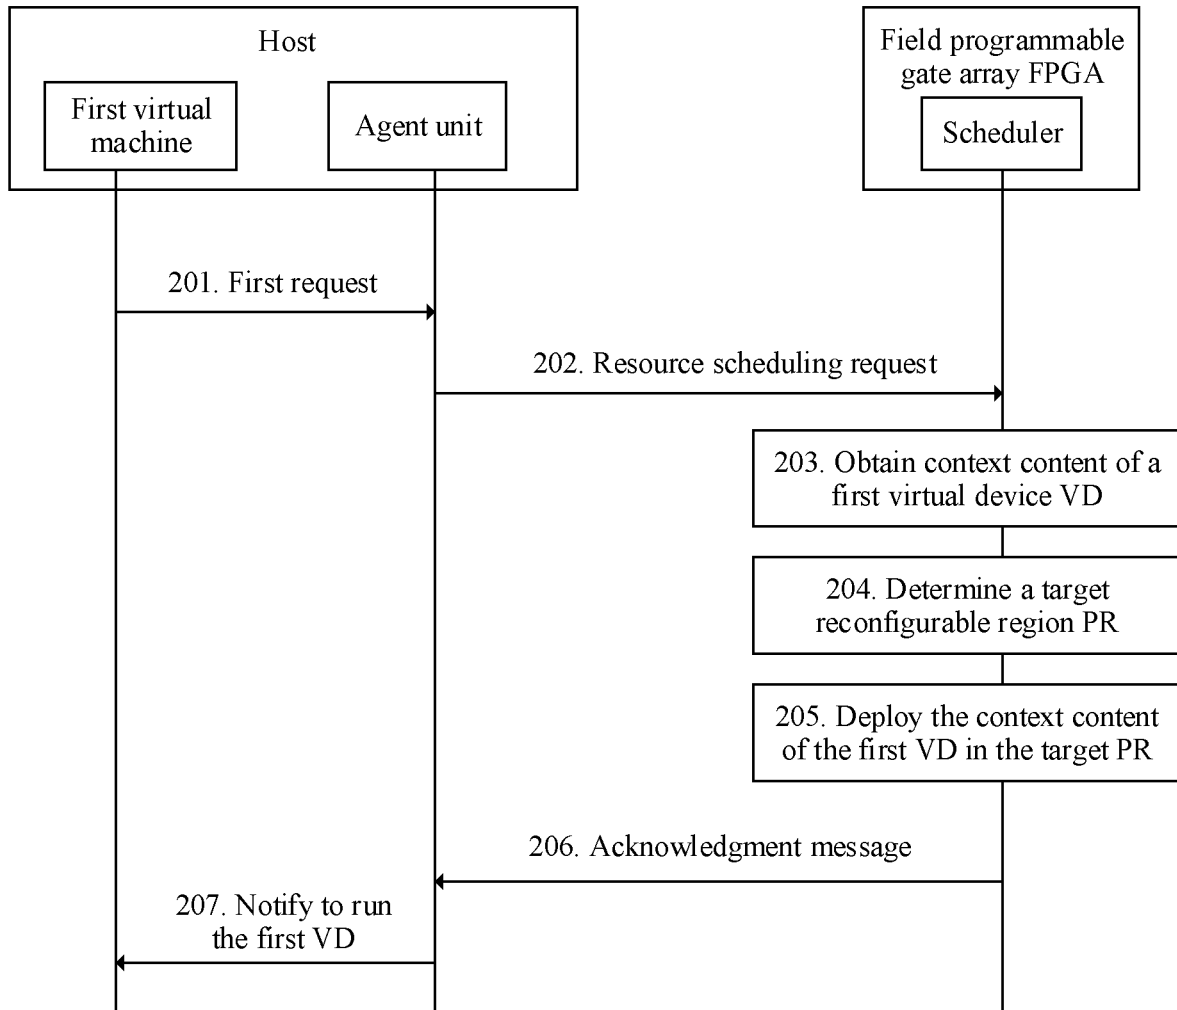 Host
First virtual
machine
Agent unit
Field programmable
gate array FPGA
Scheduler
201. First request
202. Resource scheduling request
203. Obtain context content of a
first virtual device VD
204. Determine a target
reconfigurable region PR
205. Deploy the context content
of the first VD in the target PR
206. Acknowledgment message
207. Notify to run
the first VD